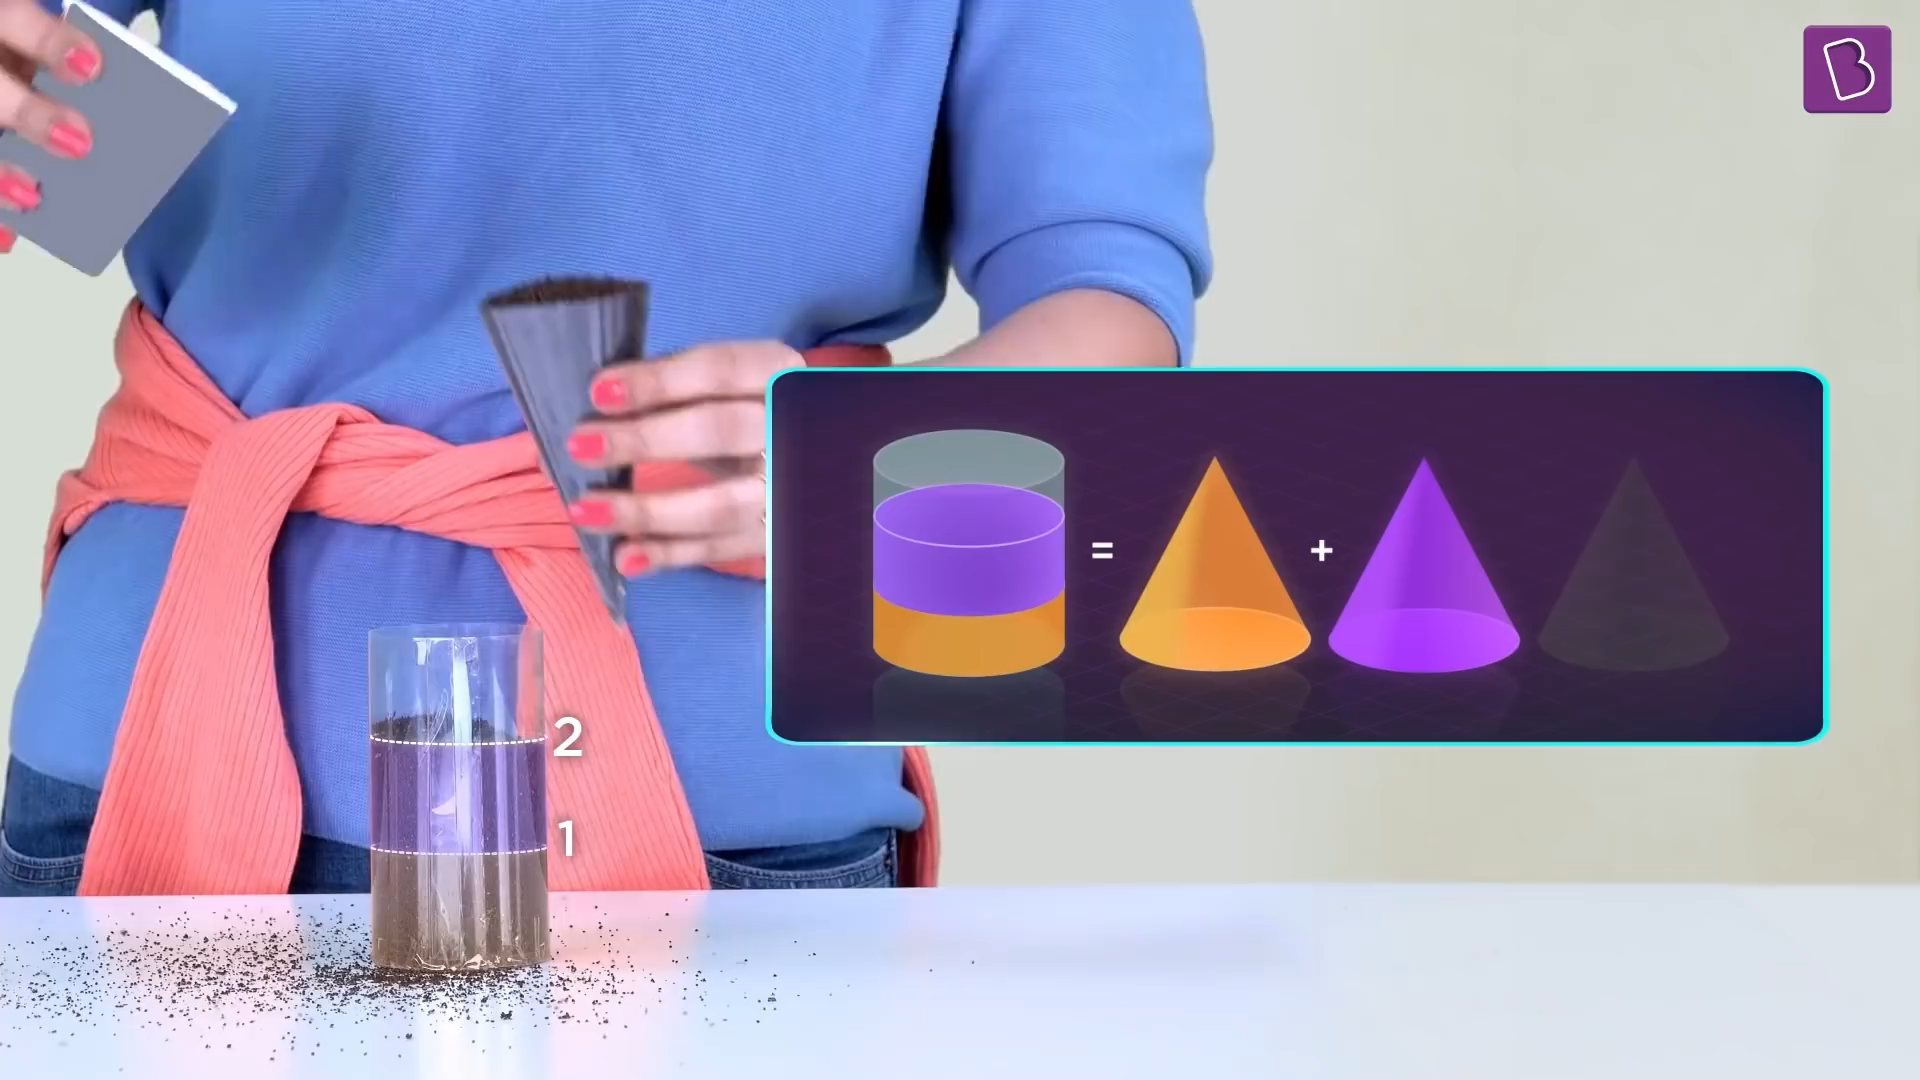 B
=
+
2
1